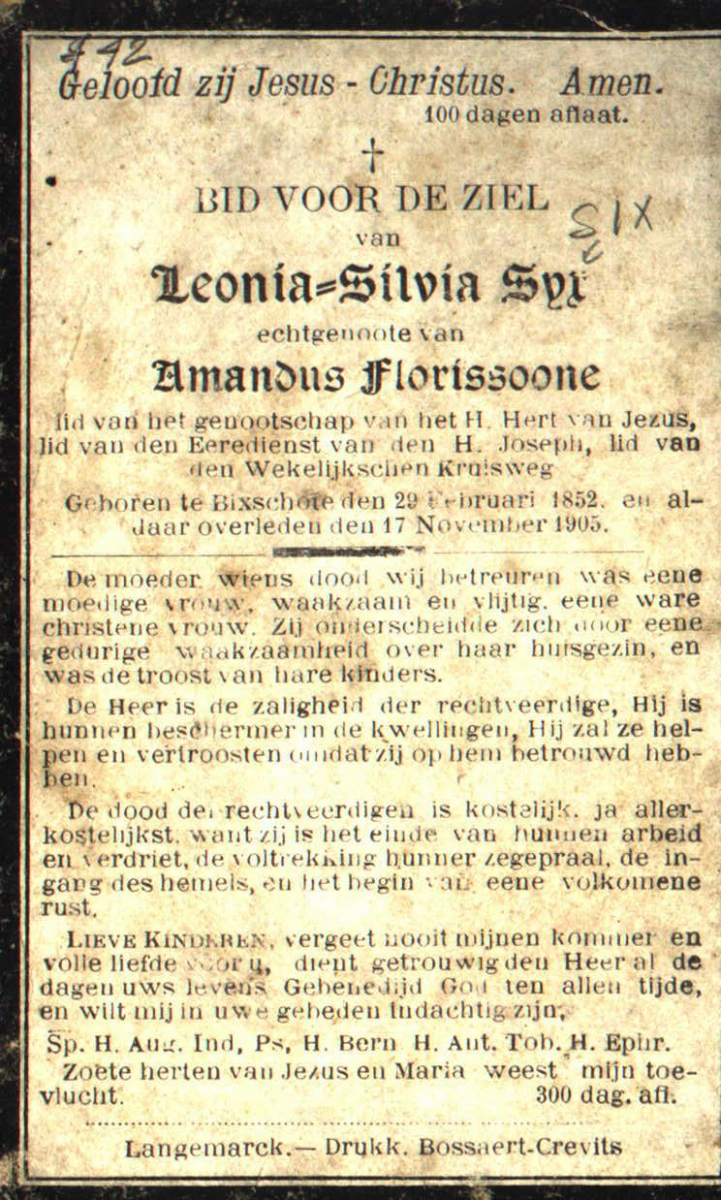 492
Geloofd zij Jesus - Christus. Amen.
100 dagen aflaat.
BID VOOR DE ZIEL
SIX
van
Leonia-Silvia Syx
echtgenoote van
Amandus Florissoone
lid van het genootschap van het H. Hert van Jezus,
lid van den Eeredienst van den H. Joseph, lid van
den Wekelijkschen Kruisweg
Geboren te Bixschote den 29 Februari 1852. en al-
daar overleden den 17 November 1905.
De moeder wiens dood wij betreuren was eene
moedige vrouw, waakzaam en vlijtig, eene ware
christene vrouw. Zij onderscheidde zich door eene
gedurige waakzaamheid over haar huisgezin, en
was de troost van hare kinders.
De Heer is de zaligheid der rechtveerdige, Hij is
hunnen beschermer in de kwellingen, Hij zal ze hel-
pen en vertroosten omdat zij op hem betrouwd heb-
ben.
De dood der rechtveerdigen is kostelijk, ja aller-
kostelijkst, want zij is het einde van hunnen arbeid
en verdriet, de voltrekking hunner zegepraal, de in-
gang des hemels, en het begin van eene volkomene
rust.
LIEVE KINDEREN, vergeet nooit mijnen kommer en
volle liefde voor u, dient getrouwig den Heer al de
dagen uws levens Gebenedijd God ten allen tijde,
en wilt mij in uwe gebeden indachtig zijn,
Sp. H. Aug. Ind, Ps, H. Bern H. Ant. Tob. H. Ephr.
Zoete herten van Jezus en Maria weest mijn toe-
vlucht. 300 dag. afl.
Langemarck.— Drukk. Bossaert-Crevits